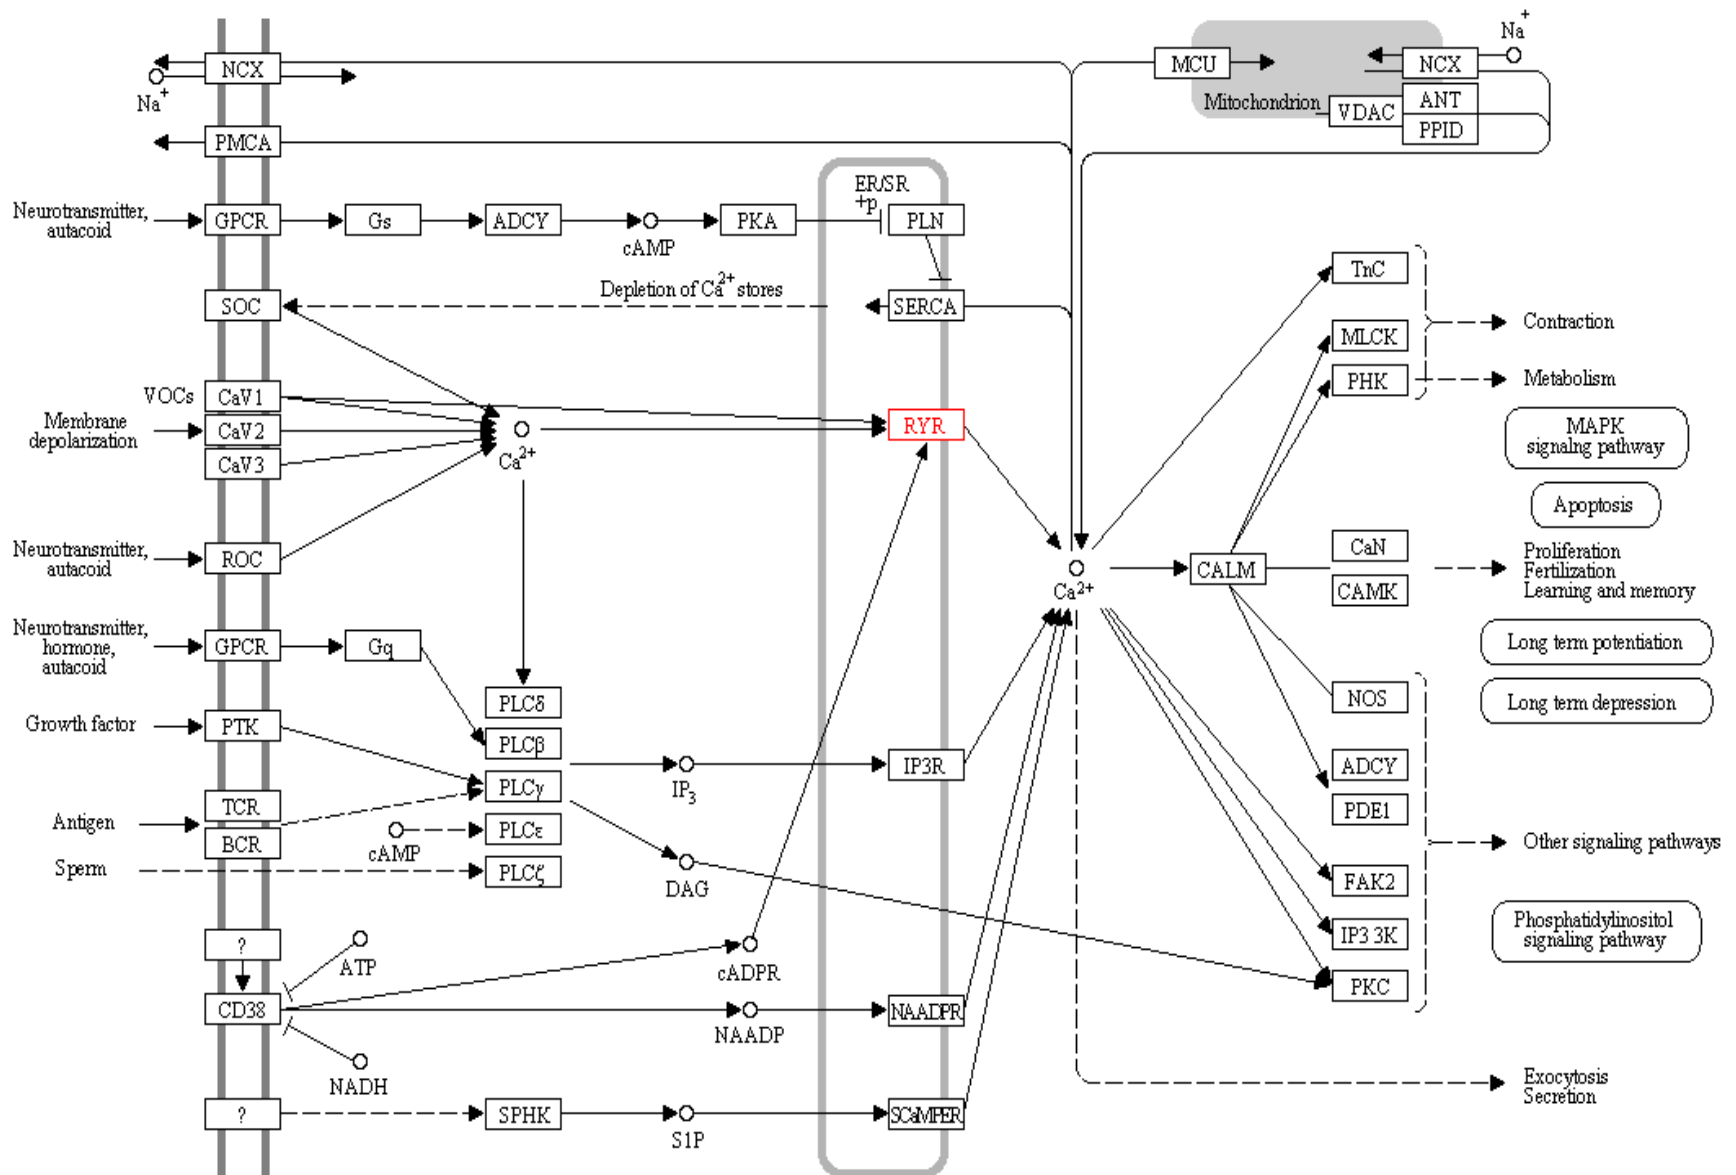 Na+
NCX
MCU
NCX
Na+
Mitochondrion
VDAC
ANT
PPID
PMCA
ER/SR
+p
Neurotransmitter,
autacoid
GPCR
Gs
ADCY
cAMP
PKA
PLN
TnC
Depletion of Ca2+ stores
SOC
SERCA
Contraction
MLCK
VOCs
CaV1
PHK
Metabolism
Membrane
depolarization
CaV2
Ca2+
RYR
MAPK
signalng pathway
CaV3
Apoptosis
Neurotransmitter,
autacoid
ROC
Ca2+
CALM
CaN
CAMK
Proliferation
Fertilization
Learning and memory
Neurotransmitter,
hormone,
autacoid
GPCR
Gq
Long term potentiation
PLCδ
NOS
Long term depression
Growth factor
PTK
PLCβ
IP3
IP3R
ADCY
PLCγ
TCR
PDE1
Antigen
BCR
cAMP
PLCε
Other signaling pathways
Sperm
PLCζ
DAG
FAK2
?
ATP
cADPR
IP3 3K
Phosphatidylinositol
signaling pathway
PKC
CD38
NAADP
NAADPR
NADH
Exocytosis
Secretion
?
SPHK
S1P
SCaMPER